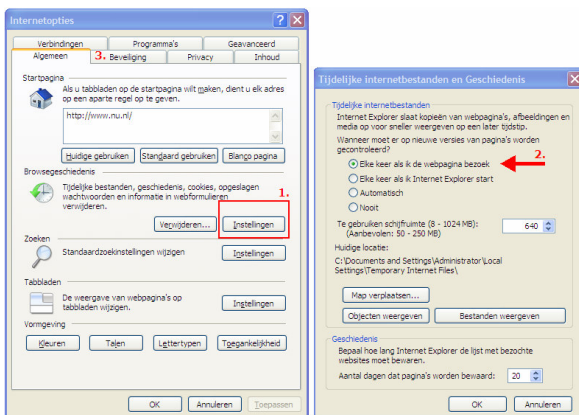 Internetopties
Verbindingen Programma's Geavanceerd
Algemeen 3. Beveiliging Privacy Inhoud
Startpagina
Als u tabbladen op de startpagina wilt maken, dient u elk adres
op een aparte regel op te geven.
http://www.nu.nl/
Huidige gebruiken Standaard gebruiken Blanco pagina
Browsegeschiedenis
Tijdelijke bestanden, geschiedenis, cookies, opgeslagen
wachtwoorden en informatie in webformulieren
verwijderen.
1.
Verwijderen... Instellingen
Zoeken
Standaardzoekinstellingen wijzigen Instellingen
Tabbladen
De weergave van webpagina's op
tabbladen wijzigen.
Instellingen
Vormgeving
Kleuren Talen Lettertypen Toegankelijkheid
OK Annuleren Toepassen
Tijdelijke internetbestanden en Geschiedenis
Tijdelijke internetbestanden
Internet Explorer slaat kopieën van webpagina's, afbeeldingen en
media op voor sneller weergeven op een later tijdstip.
Wanneer moet er op nieuwe versies van pagina's worden
gecontroleerd?
2.
Elke keer als ik de webpagina bezoek
Elke keer als ik Internet Explorer start
Automatisch
Nooit
Te gebruiken schijfruimte (8 - 1024 MB): 640
(Aanbevolen: 50 - 250 MB)
Huidige locatie:
C:\Documents and Settings\Administrator\Local
Settings\Temporary Internet Files\
Map verplaatsen...
Objecten weergeven Bestanden weergeven
Geschiedenis
Bepaal hoe lang Internet Explorer de lijst met bezochte
websites moet bewaren.
Aantal dagen dat pagina's worden bewaard: 20
OK Annuleren